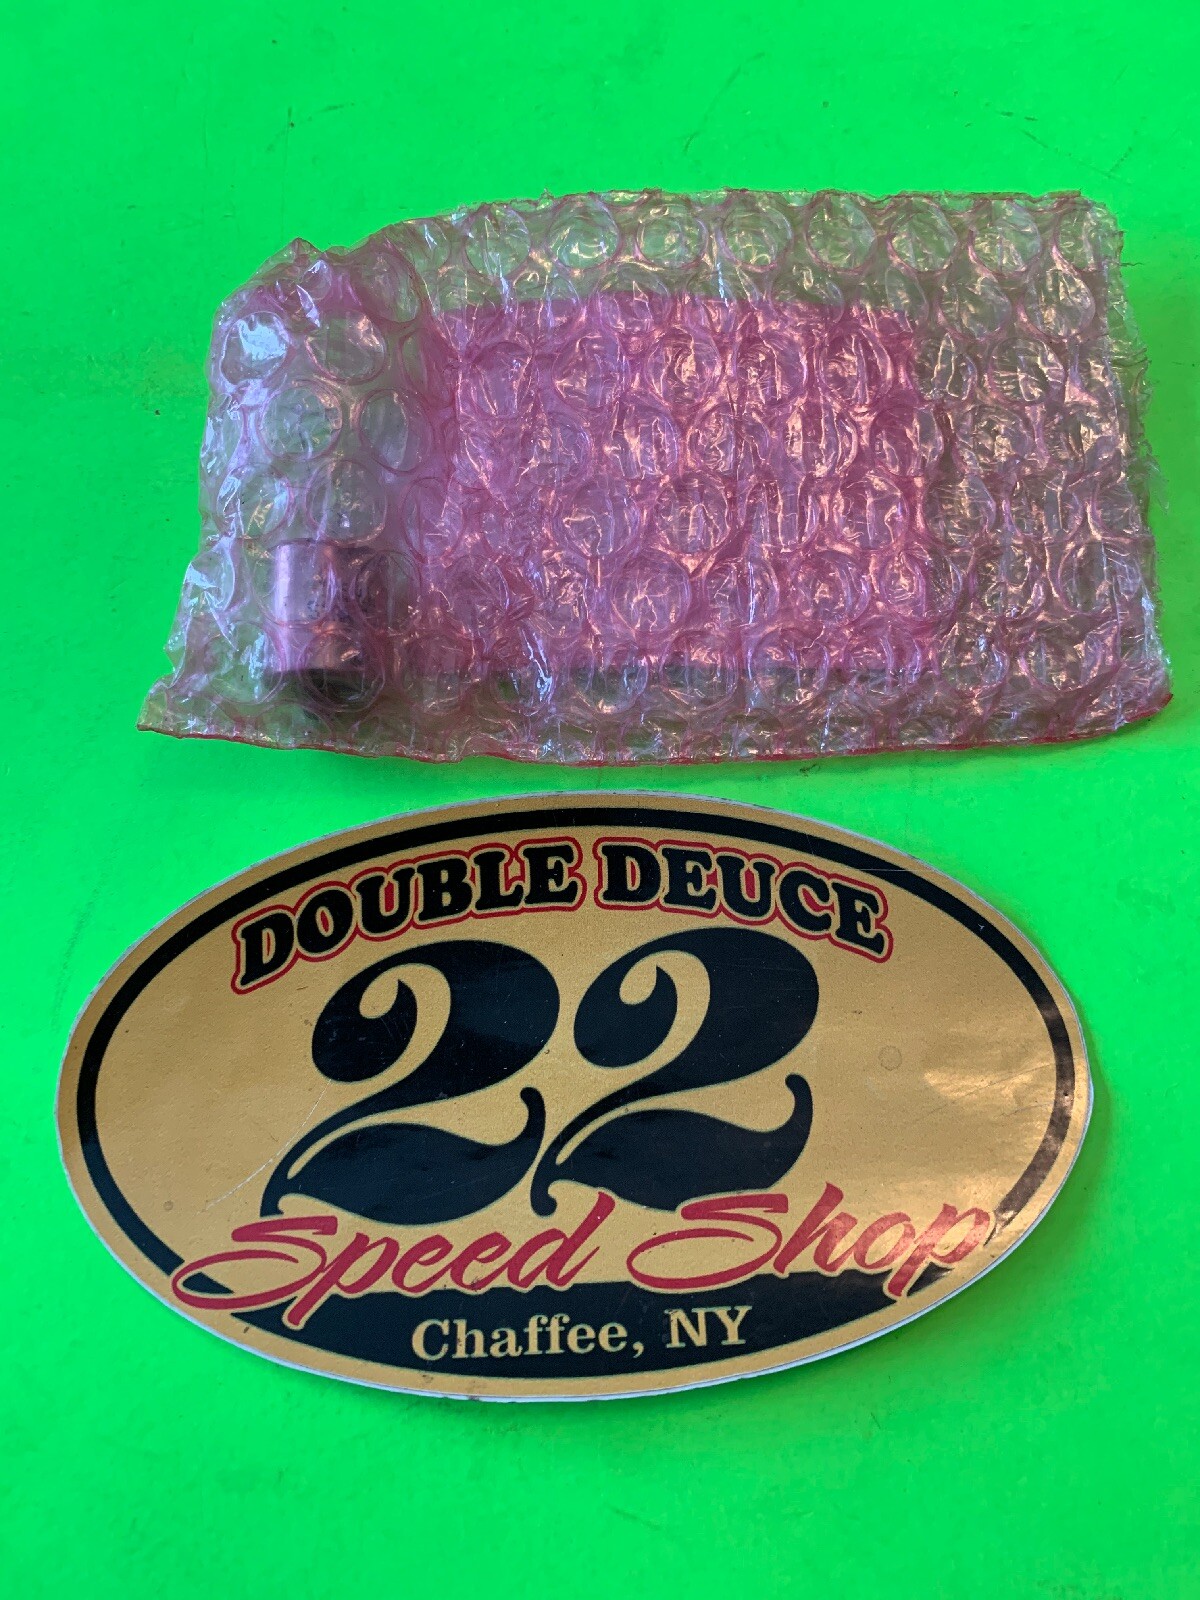 DOUBLE DEUCE
22
Speed Shop
Chaffee, NY